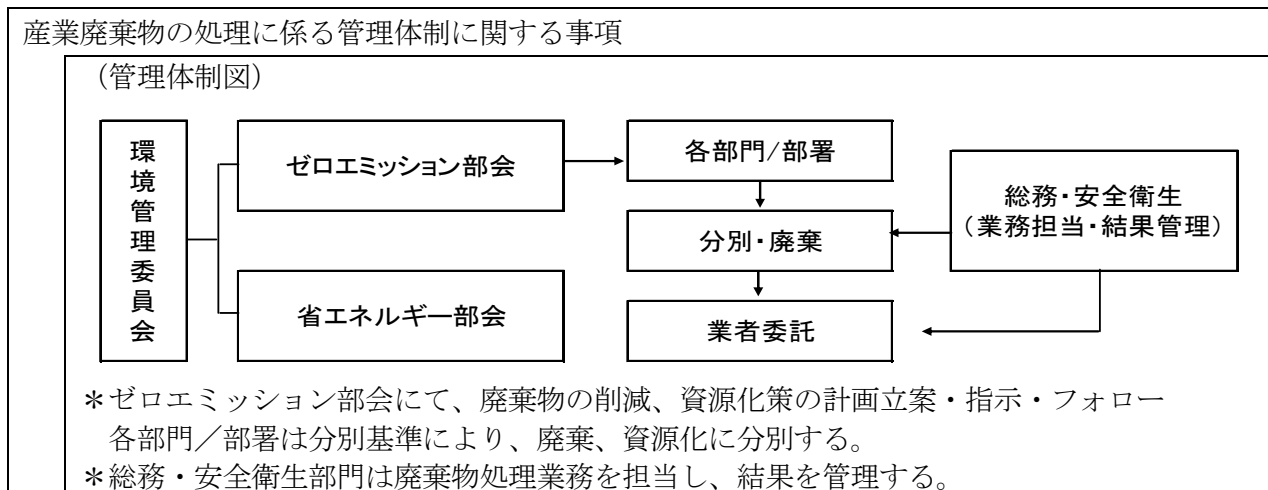 産業廃棄物の処理に係る管理体制に関する事項
（管理体制図）
環境管理委員会
ゼロエミッション部会
省エネルギー部会
各部門/部署
分別・廃棄
業者委託
総務・安全衛生
（業務担当・結果管理）
＊ゼロエミッション部会にて、廃棄物の削減、資源化策の計画立案・指示・フォロー
各部門／部署は分別基準により、廃棄、資源化に分別する。
＊総務・安全衛生部門は廃棄物処理業務を担当し、結果を管理する。